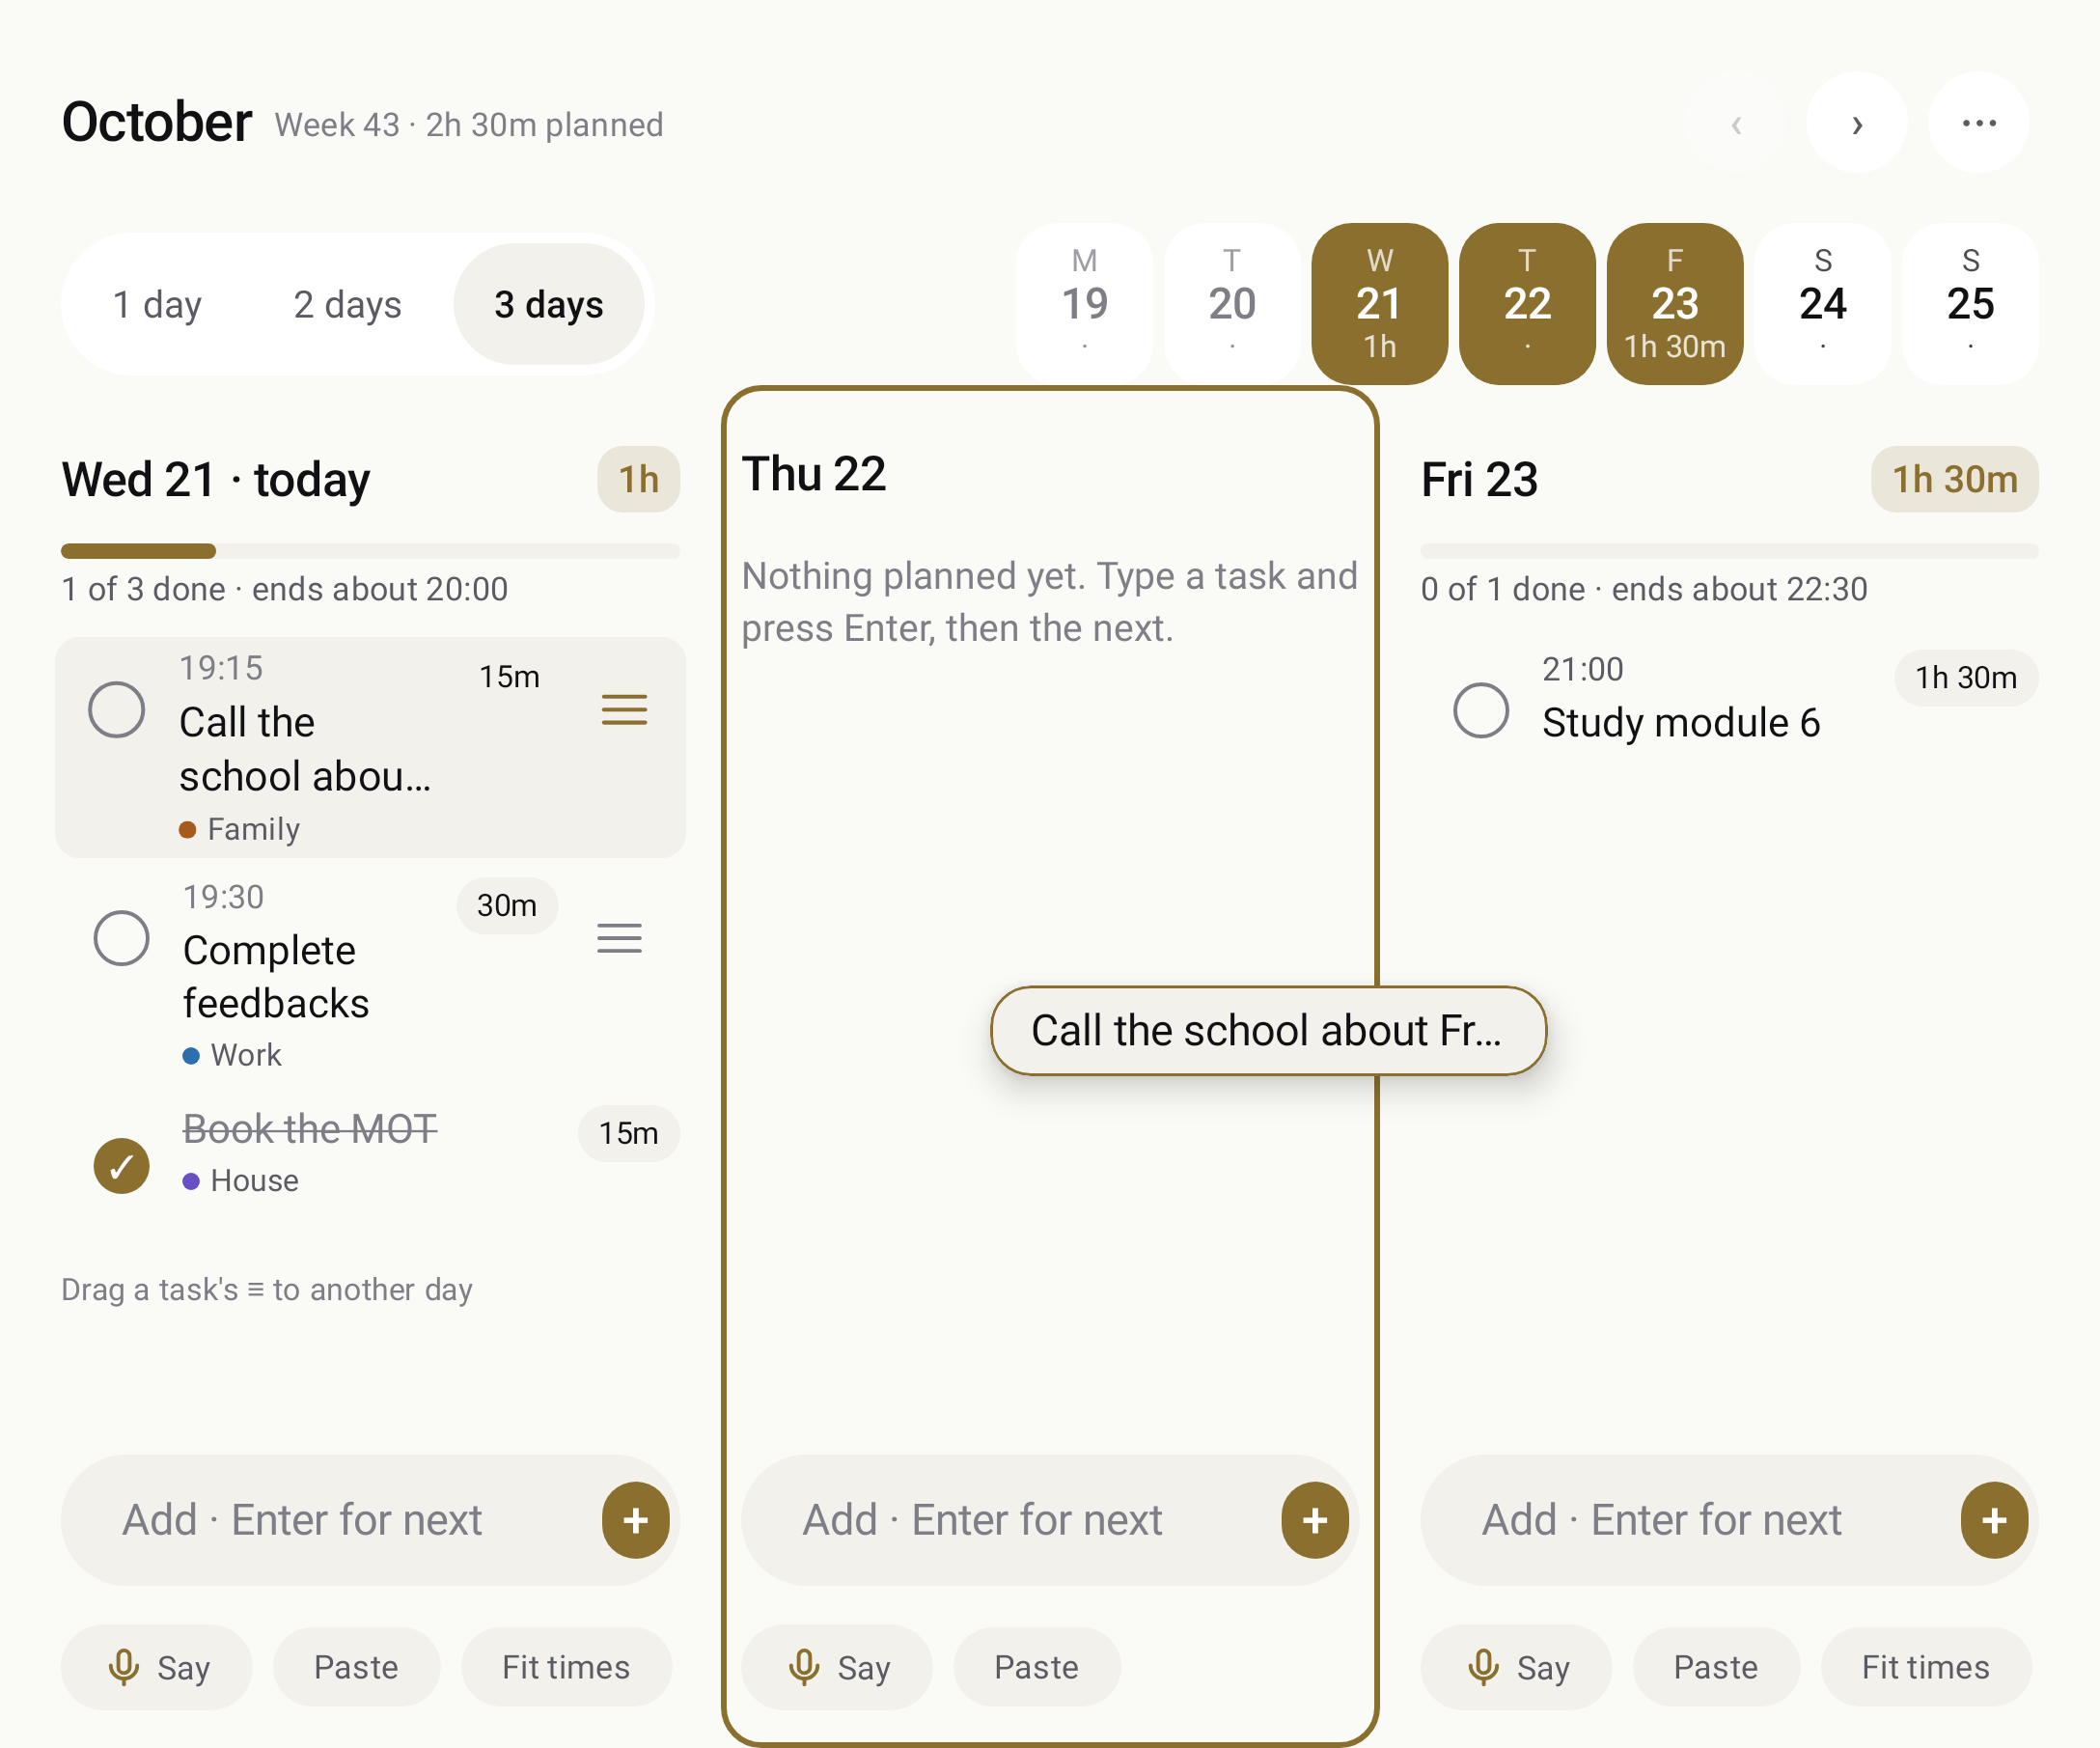 October Week 43 · 2h 30m planned
‹ › ···
1 day 2 days 3 days
M T W T F S S
19 20 21 22 23 24 25
· · 1h · 1h 30m · ·
Wed 21 · today 1h
1 of 3 done · ends about 20:00
19:15 15m
Call the
school abou...
Family
19:30 30m
Complete
feedbacks
Work
Book the MOT 15m
House
Drag a task's ≡ to another day
Add · Enter for next +
Say Paste Fit times
Thu 22
Nothing planned yet. Type a task and
press Enter, then the next.
Call the school about Fr...
Add · Enter for next +
Say Paste
Fri 23 1h 30m
0 of 1 done · ends about 22:30
21:00 1h 30m
Study module 6
Add · Enter for next +
Say Paste Fit times